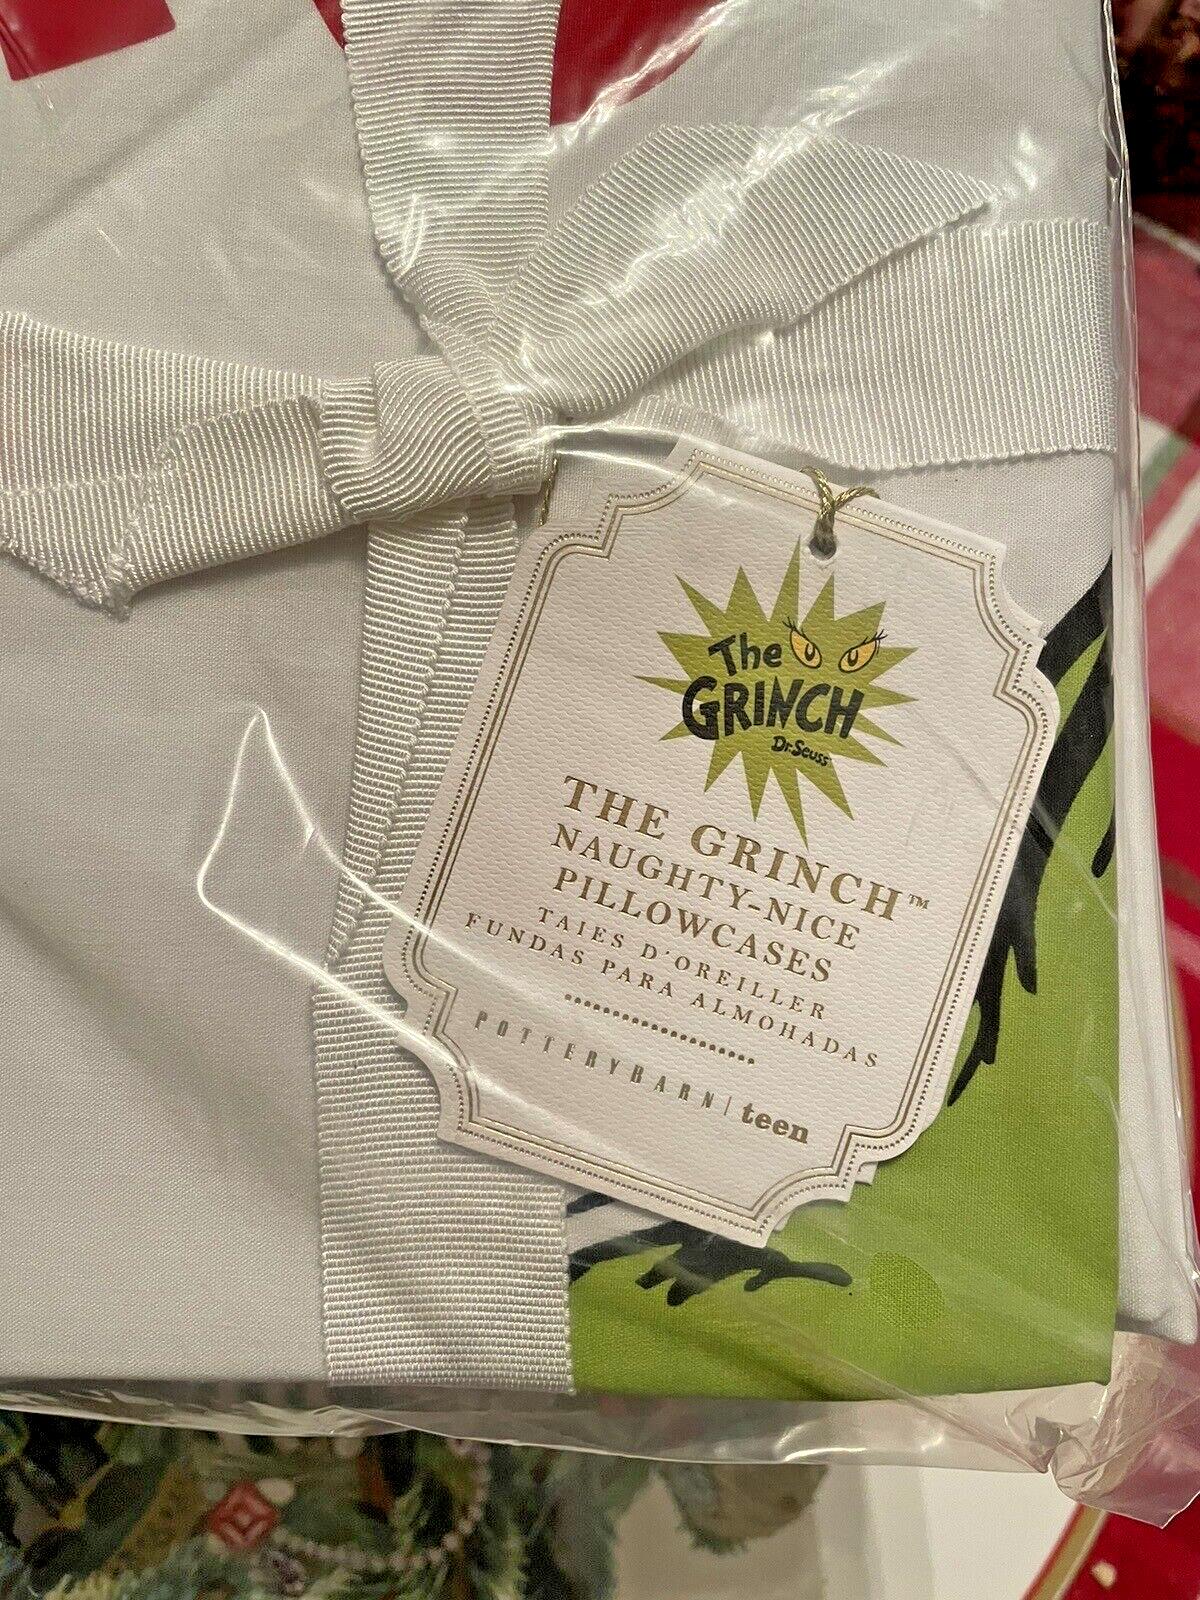 The
GRINCH
Dr. Seuss
THE GRINCH™
NAUGHTY-NICE
PILLOWCASES
TAIES D'OREILLER
FUNDAS PARA ALMOHADAS
POTTERYBARN | teen